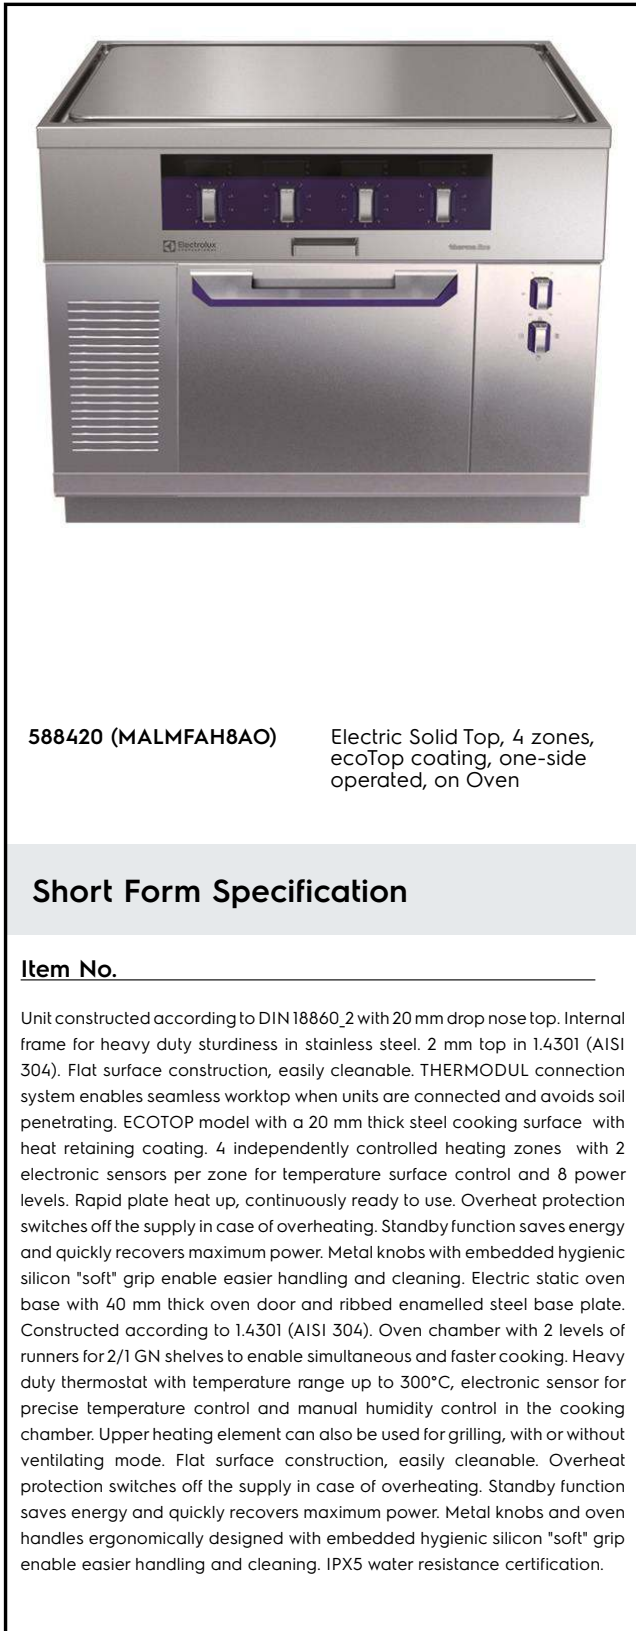 Electrolux
PROFESSIONAL
thermaline
588420 (MALMFAH8AO)
Electric Solid Top, 4 zones,
ecoTop coating, one-side
operated, on Oven
Short Form Specification
Item No.
Unit constructed according to DIN 18860_2 with 20 mm drop nose top. Internal
frame for heavy duty sturdiness in stainless steel. 2 mm top in 1.4301 (AISI
304). Flat surface construction, easily cleanable. THERMODUL connection
system enables seamless worktop when units are connected and avoids soil
penetrating. ECOTOP model with a 20 mm thick steel cooking surface with
heat retaining coating. 4 independently controlled heating zones with 2
electronic sensors per zone for temperature surface control and 8 power
levels. Rapid plate heat up, continuously ready to use. Overheat protection
switches off the supply in case of overheating. Standby function saves energy
and quickly recovers maximum power. Metal knobs with embedded hygienic
silicon "soft" grip enable easier handling and cleaning. Electric static oven
base with 40 mm thick oven door and ribbed enamelled steel base plate.
Constructed according to 1.4301 (AISI 304). Oven chamber with 2 levels of
runners for 2/1 GN shelves to enable simultaneous and faster cooking. Heavy
duty thermostat with temperature range up to 300°C, electronic sensor for
precise temperature control and manual humidity control in the cooking
chamber. Upper heating element can also be used for grilling, with or without
ventilating mode. Flat surface construction, easily cleanable. Overheat
protection switches off the supply in case of overheating. Standby function
saves energy and quickly recovers maximum power. Metal knobs and oven
handles ergonomically designed with embedded hygienic silicon "soft" grip
enable easier handling and cleaning. IPX5 water resistance certification.